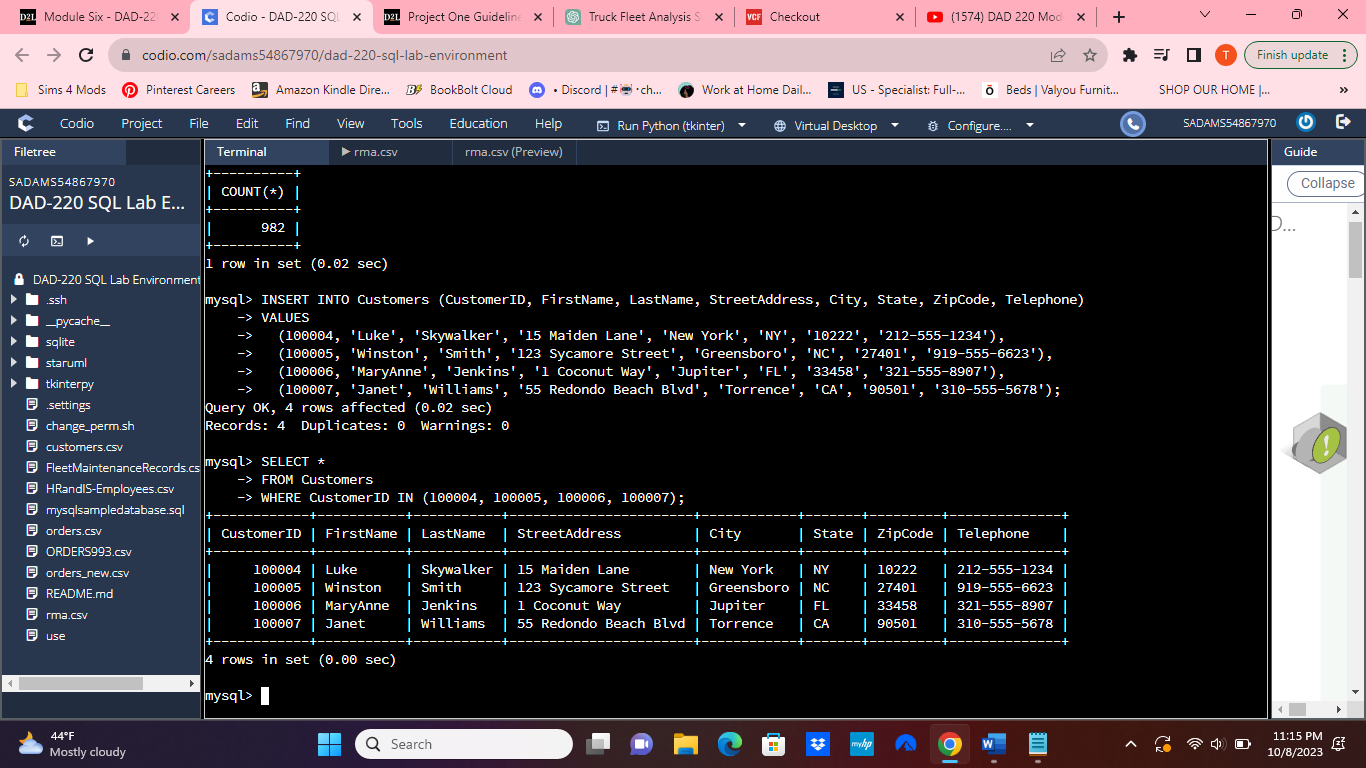 Module Six - DAD-22
Codio - DAD-220 SQL
Project One Guideline
Truck Fleet Analysis S
Checkout
(1574) DAD 220 Mod
codio.com/sadams54867970/dad-220-sql-lab-environment
T
Finish update
Sims 4 Mods
Pinterest Careers
Amazon Kindle Dire...
BookBolt Cloud
• Discord | #
ch...
Work at Home Dail...
US - Specialist: Full-...
Beds | Valyou Furnit...
SHOP OUR HOME |...
Codio Project File Edit Find View Tools Education Help
Run Python (tkinter)
Virtual Desktop
Configure....
SADAMS54867970
Filetree
Terminal
rma.csv
rma.csv (Preview)
Guide
Collapse
D...
SADAMS54867970
DAD-220 SQL Lab E...
DAD-220 SQL Lab Environment
.ssh
__pycache__
sqlite
staruml
tkinterpy
.settings
change_perm.sh
customers.csv
FleetMaintenanceRecords.cs
HRandIS-Employees.csv
mysqlsampledatabase.sql
orders.csv
ORDERS993.csv
orders_new.csv
README.md
rma.csv
use
+----------+
| COUNT(*) |
+----------+
|      982 |
+----------+
1 row in set (0.02 sec)
mysql> INSERT INTO Customers (CustomerID, FirstName, LastName, StreetAddress, City, State, ZipCode, Telephone)
    -> VALUES
    ->   (100004, 'Luke', 'Skywalker', '15 Maiden Lane', 'New York', 'NY', '10222', '212-555-1234'),
    ->   (100005, 'Winston', 'Smith', '123 Sycamore Street', 'Greensboro', 'NC', '27401', '919-555-6623'),
    ->   (100006, 'MaryAnne', 'Jenkins', '1 Coconut Way', 'Jupiter', 'FL', '33458', '321-555-8907'),
    ->   (100007, 'Janet', 'Williams', '55 Redondo Beach Blvd', 'Torrence', 'CA', '90501', '310-555-5678');
Query OK, 4 rows affected (0.02 sec)
Records: 4  Duplicates: 0  Warnings: 0
mysql> SELECT *
    -> FROM Customers
    -> WHERE CustomerID IN (100004, 100005, 100006, 100007);
+------------+-----------+-----------+-----------------------+------------+-------+---------+--------------+
| CustomerID | FirstName | LastName  | StreetAddress         | City       | State | ZipCode | Telephone    |
+------------+-----------+-----------+-----------------------+------------+-------+---------+--------------+
|     100004 | Luke      | Skywalker | 15 Maiden Lane        | New York   | NY    | 10222   | 212-555-1234 |
|     100005 | Winston   | Smith     | 123 Sycamore Street   | Greensboro | NC    | 27401   | 919-555-6623 |
|     100006 | MaryAnne  | Jenkins   | 1 Coconut Way         | Jupiter    | FL    | 33458   | 321-555-8907 |
|     100007 | Janet     | Williams  | 55 Redondo Beach Blvd | Torrence   | CA    | 90501   | 310-555-5678 |
+------------+-----------+-----------+-----------------------+------------+-------+---------+--------------+
4 rows in set (0.00 sec)
mysql>
44°F
Mostly cloudy
Search
11:15 PM
10/8/2023